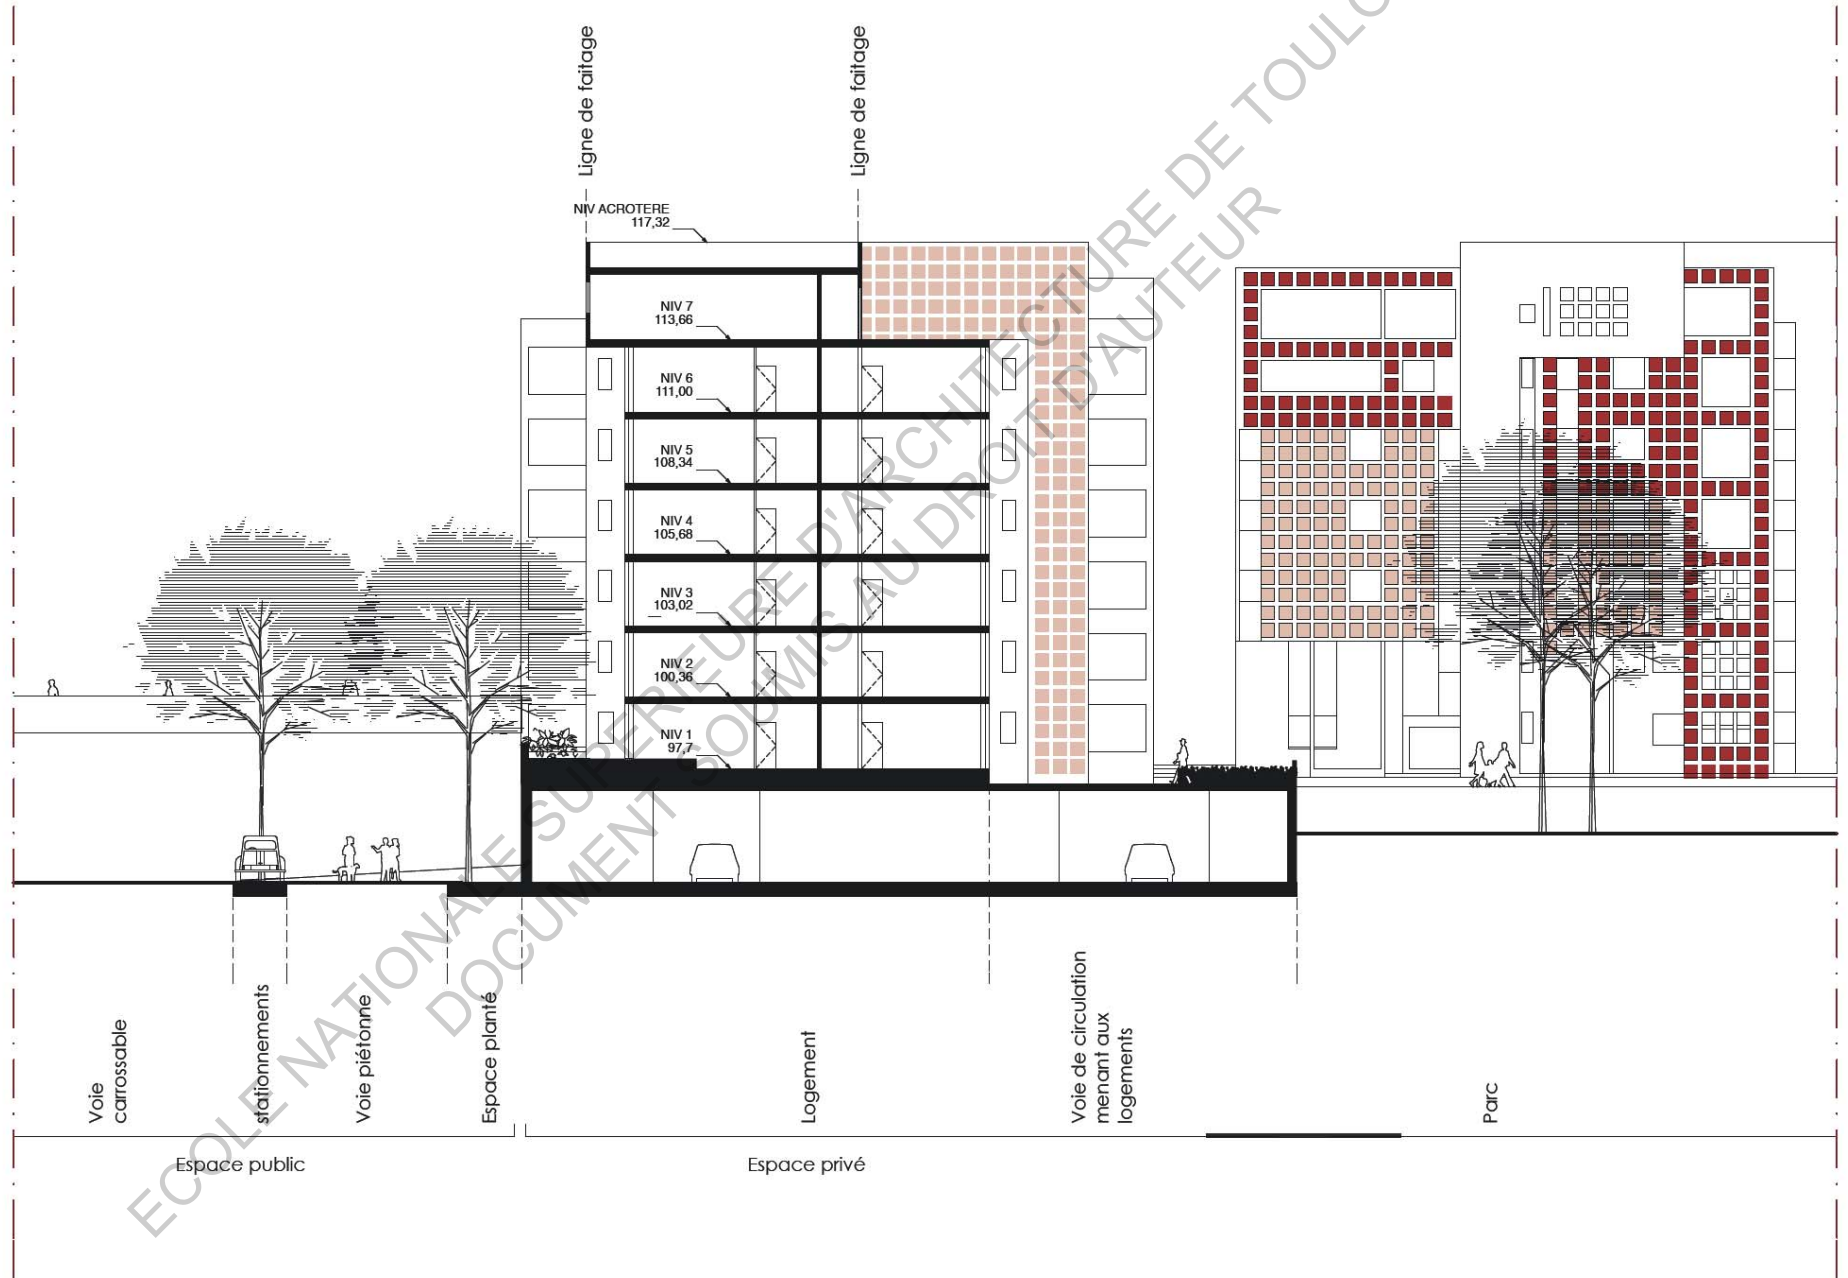 Ligne de faitage
Ligne de faitage
NIV ACROTERE
117,32
NIV 7
113,66
NIV 6
111,00
NIV 5
108,34
NIV 4
105,68
NIV 3
103,02
NIV 2
100,36
NIV 1
97,7
Voie
carrossable
stationnements
Voie piétonne
Espace planté
Logement
Voie de circulation
menant aux
logements
Parc
Espace public
Espace privé
ECOLE NATIONALE SUPERIEURE D'ARCHITECTURE DE
DOCUMENT SOUMIS AU DROIT D'AUTEUR